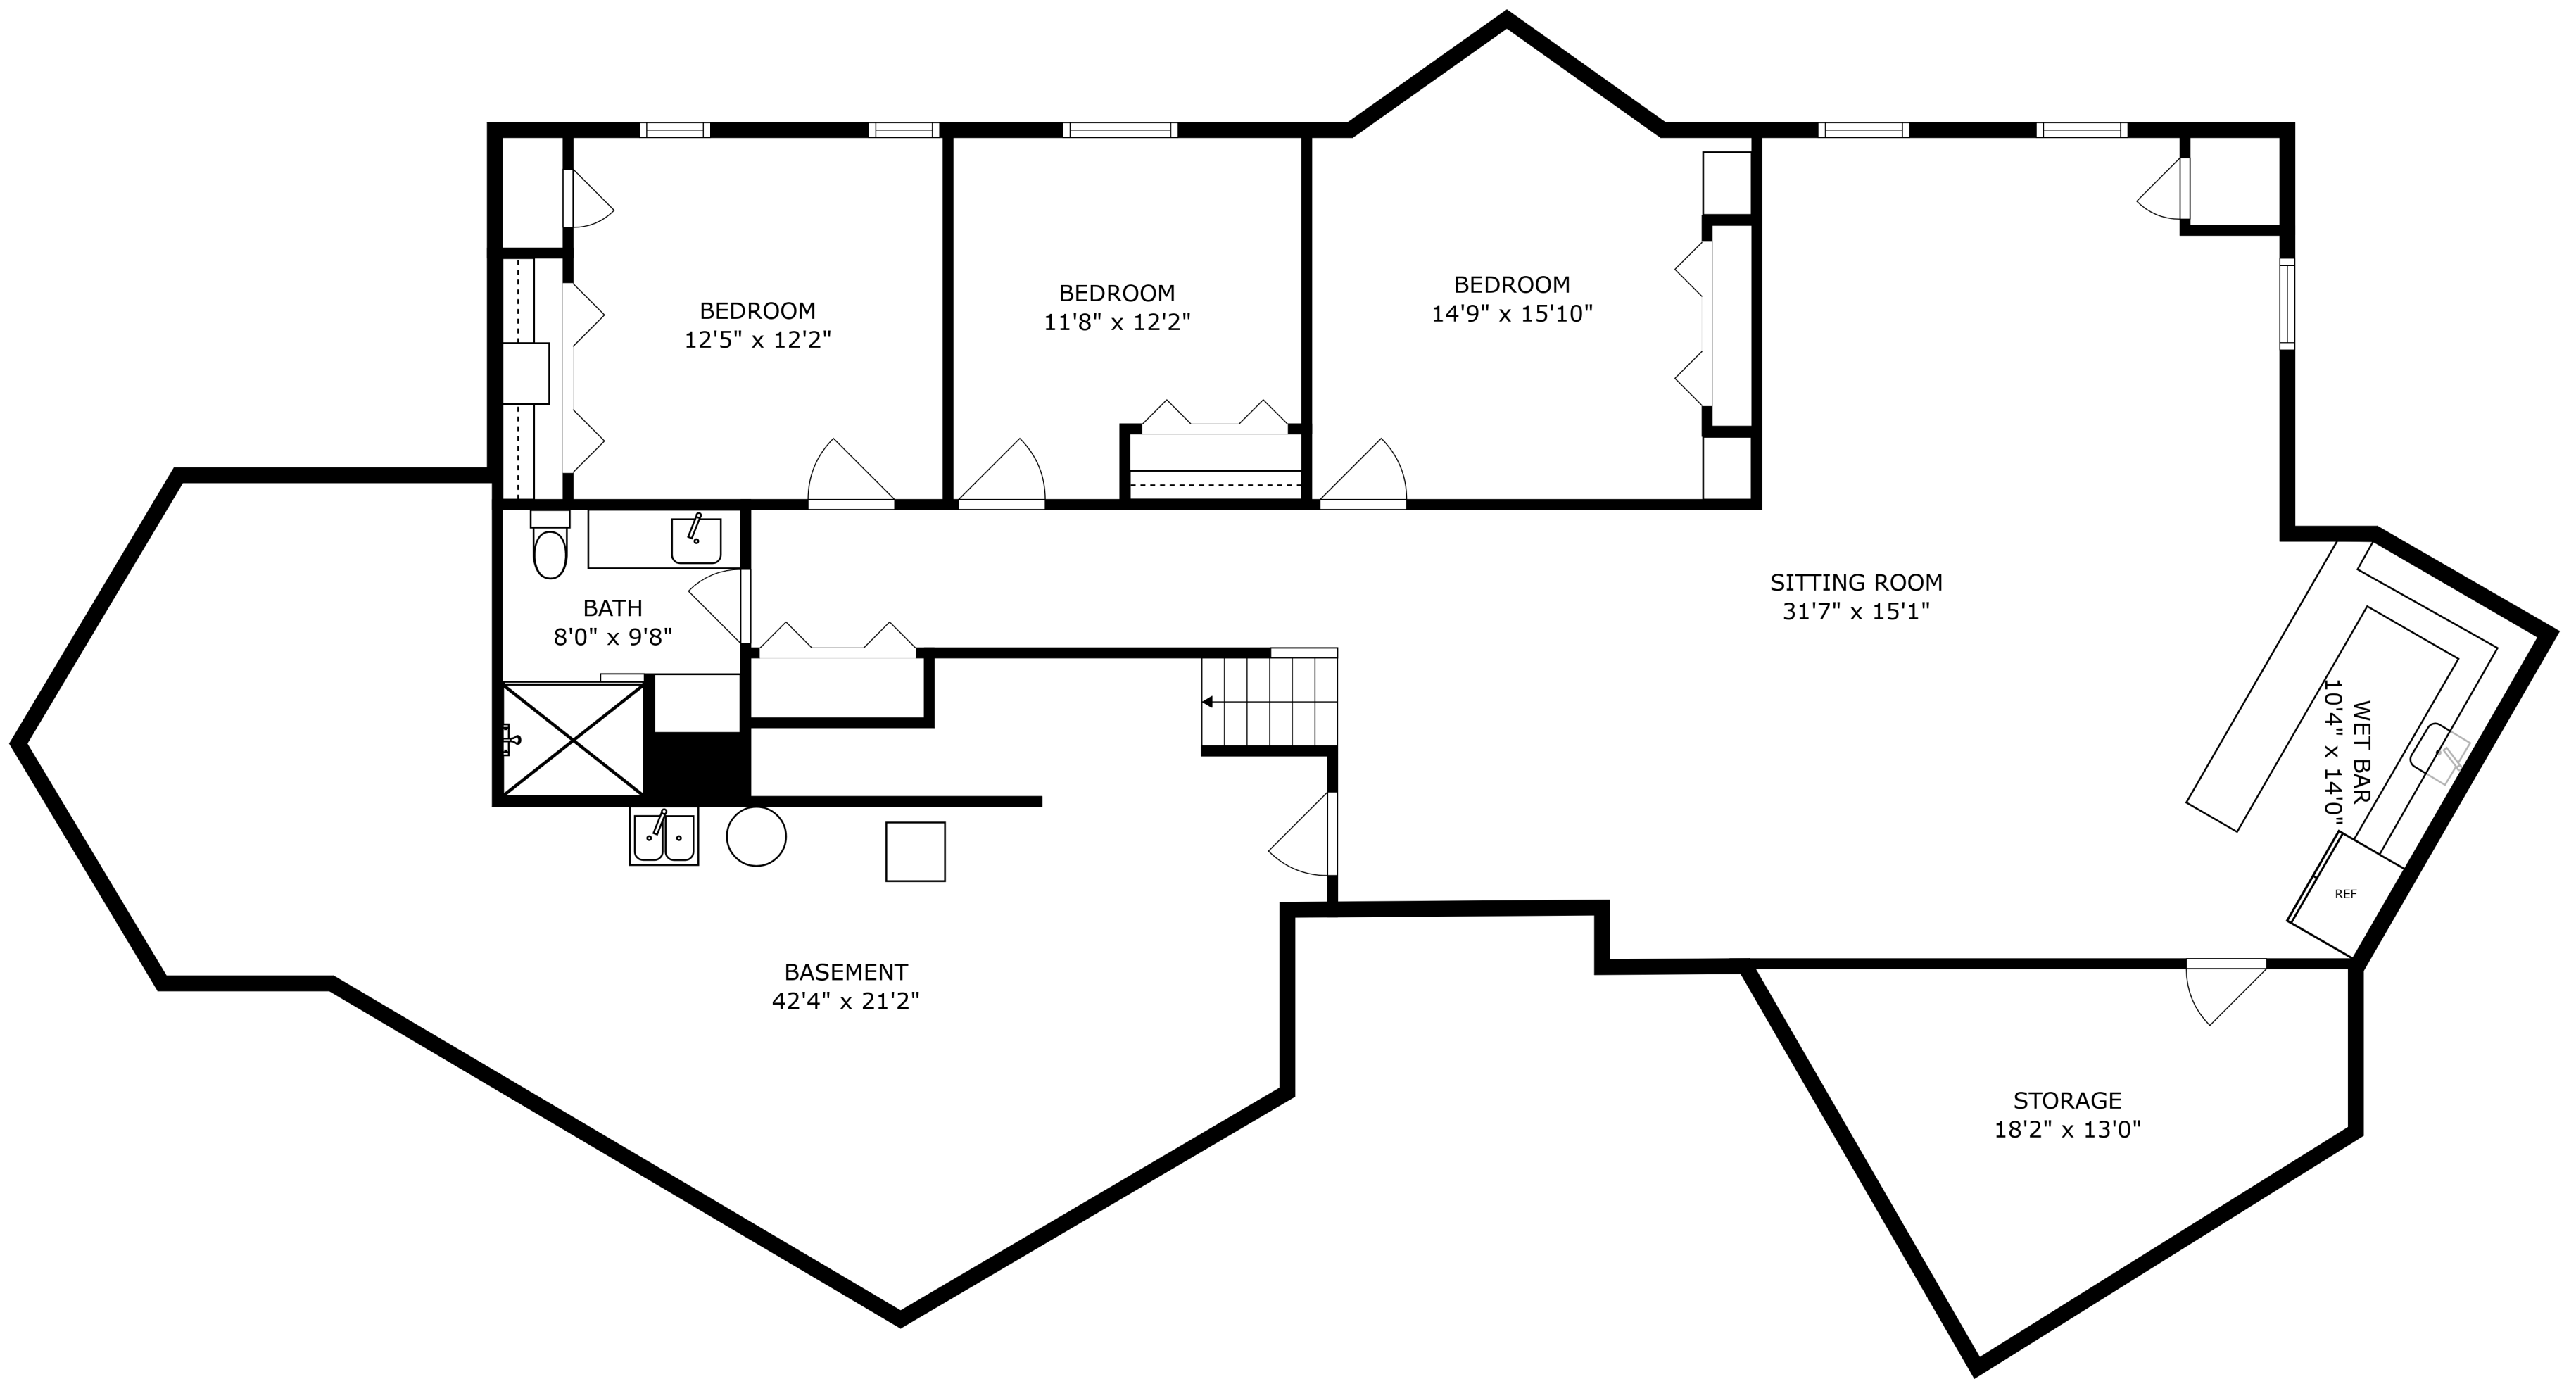 BEDROOM
12'5" x 12'2"
BEDROOM
11'8" x 12'2"
BEDROOM
14'9" x 15'10"
SITTING ROOM
31'7" x 15'1"
BATH
8'0" x 9'8"
WET BAR
10'4" x 14'0"
REF
BASEMENT
42'4" x 21'2"
STORAGE
18'2" x 13'0"